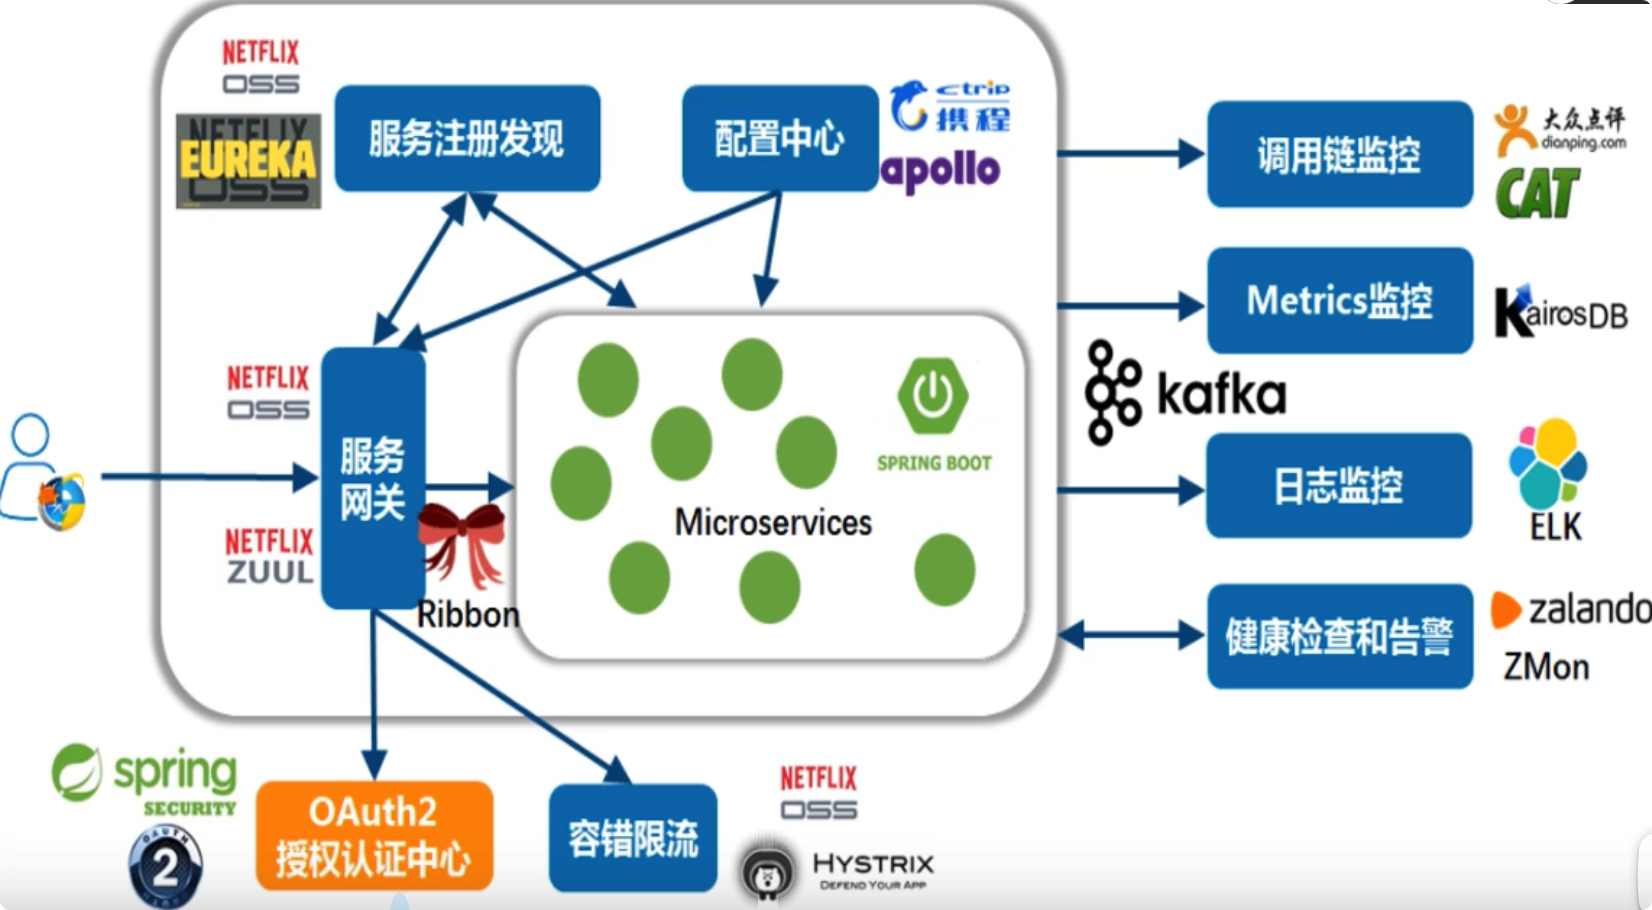 NETFLIX
OSS
NETFLIX
EUREKA
OSS
服务注册发现
配置中心
ctrip
携程
apollo
调用链监控
大众点评
dianping.com
CAT
Metrics监控
KairosDB
kafka
NETFLIX
OSS
服务
网关
NETFLIX
ZUUL
Ribbon
SPRING BOOT
Microservices
日志监控
ELK
健康检查和告警
zalando
ZMon
spring
SECURITY
OAUTH
2
OAuth2
授权认证中心
容错限流
NETFLIX
OSS
HYSTRIX
DEFEND YOUR APP